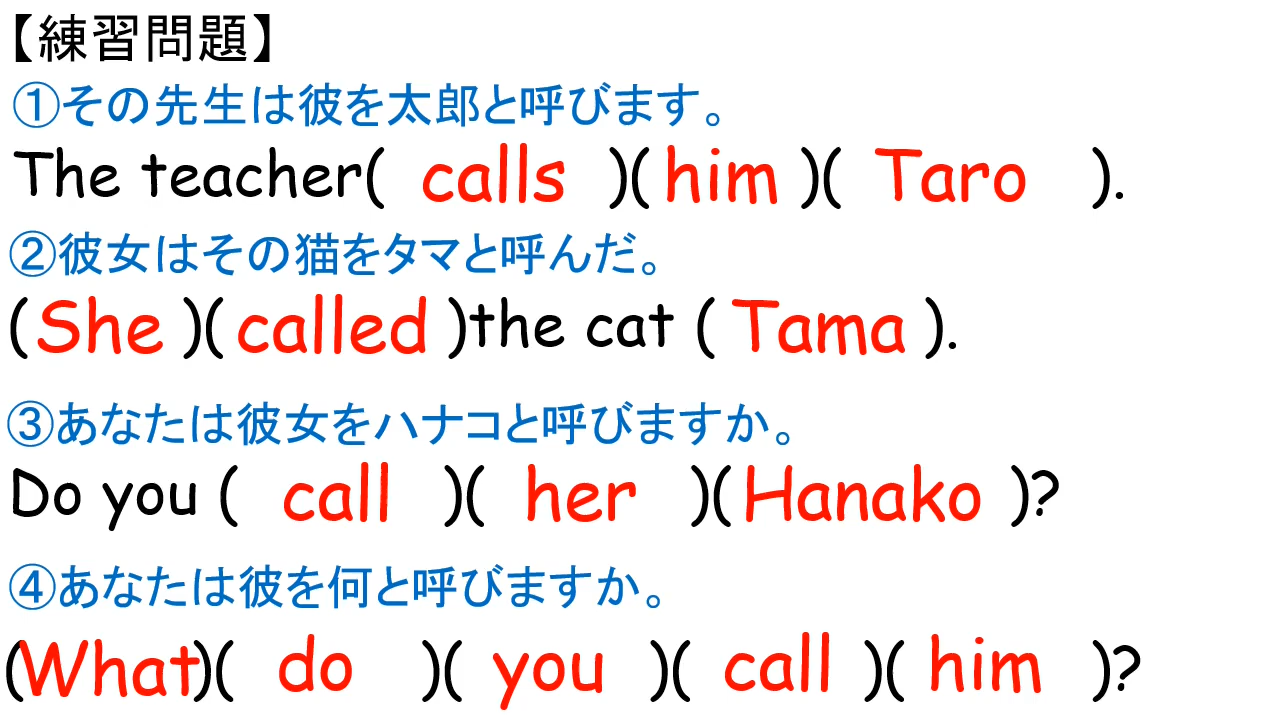 【練習問題】
①その先生は彼を太郎と呼びます。
The teacher( calls )( him )( Taro ).
②彼女はその猫をタマと呼んだ。
( She )( called )the cat ( Tama ).
③あなたは彼女をハナコと呼びますか。
Do you ( call )( her )( Hanako )?
④あなたは彼を何と呼びますか。
(What)( do )( you )( call )( him )?